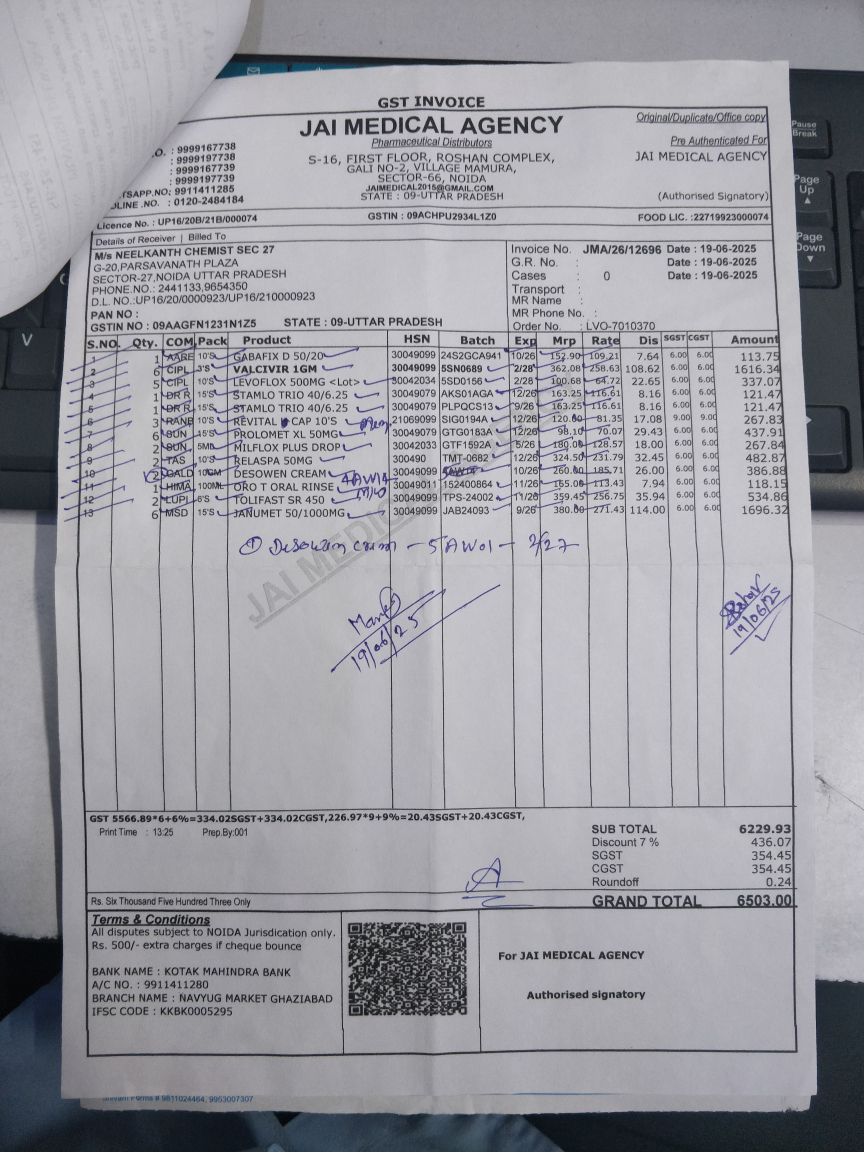 GST INVOICE
JAI MEDICAL AGENCY
Pharmaceutical Distributors
S-16, FIRST FLOOR, ROSHAN COMPLEX,
GALI NO-2, VILLAGE MAMURA,
SECTOR-66, NOIDA
JAIMEDICAL2015@GMAIL.COM
STATE : 09-UTTAR PRADESH
O. : 9999167738
: 9999197738
: 9999167739
: 9999197739
TSAPP.NO: 9911411285
LINE .NO. : 0120-2484184
Original/Duplicate/Office copy
Pre Authenticated For
JAI MEDICAL AGENCY
(Authorised Signatory)
Licence No. : UP16/20B/21B/000074 GSTIN : 09ACHPU2934L1Z0 FOOD LIC. :22719923000074
Details of Receiver | Billed To
M/s NEELKANTH CHEMIST SEC 27
G-20,PARSAVANATH PLAZA
SECTOR-27,NOIDA UTTAR PRADESH
PHONE.NO.: 2441133,9654350
D.L. NO.:UP16/20/0000923/UP16/210000923
PAN NO :
GSTIN NO : 09AAGFN1231N1Z5 STATE : 09-UTTAR PRADESH
Invoice No. JMA/26/12696 Date : 19-06-2025
G.R. No. : Date : 19-06-2025
Cases : 0 Date : 19-06-2025
Transport :
MR Name :
MR Phone No. :
Order No. : LVO-7010370
S.NO. Qty. COM. Pack Product HSN Batch Exp Mrp Rate Dis SGST CGST Amount
1 1 AARE 10'S GABAFIX D 50/20 30049099 24S2GCA941 10/26 152.90 109.21 7.64 6.00 6.00 113.75
2 6 CIPL 3'S VALCIVIR 1GM 30049099 5SN0689 2/28 362.08 258.63 108.62 6.00 6.00 1616.34
3 5 CIPL 10'S LEVOFLOX 500MG <Lot> 30042034 5SD0156 2/28 100.68 64.72 22.65 6.00 6.00 337.07
4 1 DR R 15'S STAMLO TRIO 40/6.25 30049079 AKS01AGA 12/26 163.25 116.61 8.16 6.00 6.00 121.47
5 1 DR R 15'S STAMLO TRIO 40/6.25 30049079 PLPQCS13 9/26 163.25 116.61 8.16 6.00 6.00 121.47
6 3 RANB 10'S REVITAL CAP 10'S 21069099 SIG0194A 12/26 120.00 81.35 17.08 9.00 9.00 267.83
7 6 SUN 15'S PROLOMET XL 50MG 30049079 GTG0183A 12/26 98.10 70.07 29.43 6.00 6.00 437.91
8 2 SUN 5ML MILFLOX PLUS DROP 30042033 GTF1592A 5/26 180.00 128.57 18.00 6.00 6.00 267.84
9 2 TAS 10'S RELASPA 50MG 300490 TMT-0682 12/26 324.50 231.79 32.45 6.00 6.00 482.87
10 2 GALD 10GM DESOWEN CREAM 30049099 10/26 260.00 185.71 26.00 6.00 6.00 386.88
11 1 HIMA 100ML ORO T ORAL RINSE 30049011 152400864 11/26 165.00 113.43 7.94 6.00 6.00 118.15
12 2 LUPL 5'S TOLIFAST SR 450 30049099 TPS-24002 11/26 359.45 256.75 35.94 6.00 6.00 534.86
13 6 MSD 15'S JANUMET 50/1000MG 30049099 JAB24093 9/26 380.00 271.43 114.00 6.00 6.00 1696.32
① Desowen cream - 5AW01 - 2/27
19/06/25
19/06/25
JAI MEDIC
GST 5566.89*6+6%=334.02SGST+334.02CGST,226.97*9+9%=20.43SGST+20.43CGST,
Print Time : 13:25 Prep.By:001
SUB TOTAL 6229.93
Discount 7 % 436.07
SGST 354.45
CGST 354.45
Roundoff 0.24
Rs. Six Thousand Five Hundred Three Only
GRAND TOTAL 6503.00
Terms & Conditions
All disputes subject to NOIDA Jurisdication only.
Rs. 500/- extra charges if cheque bounce
BANK NAME : KOTAK MAHINDRA BANK
A/C NO. : 9911411280
BRANCH NAME : NAVYUG MARKET GHAZIABAD
IFSC CODE : KKBK0005295
For JAI MEDICAL AGENCY
Authorised signatory
Pause
Break
Page
Up
Page
Down
V